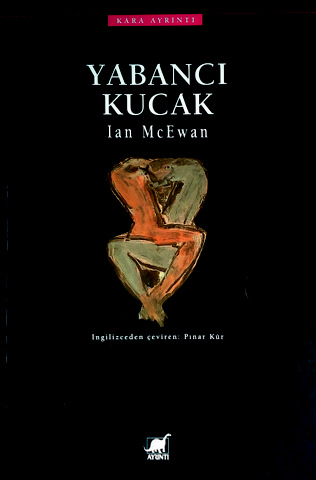 KARA AYRINTI
YABANCI
KUCAK
Ian McEwan
İngilizceden çeviren: Pınar Kür
AYRINTI